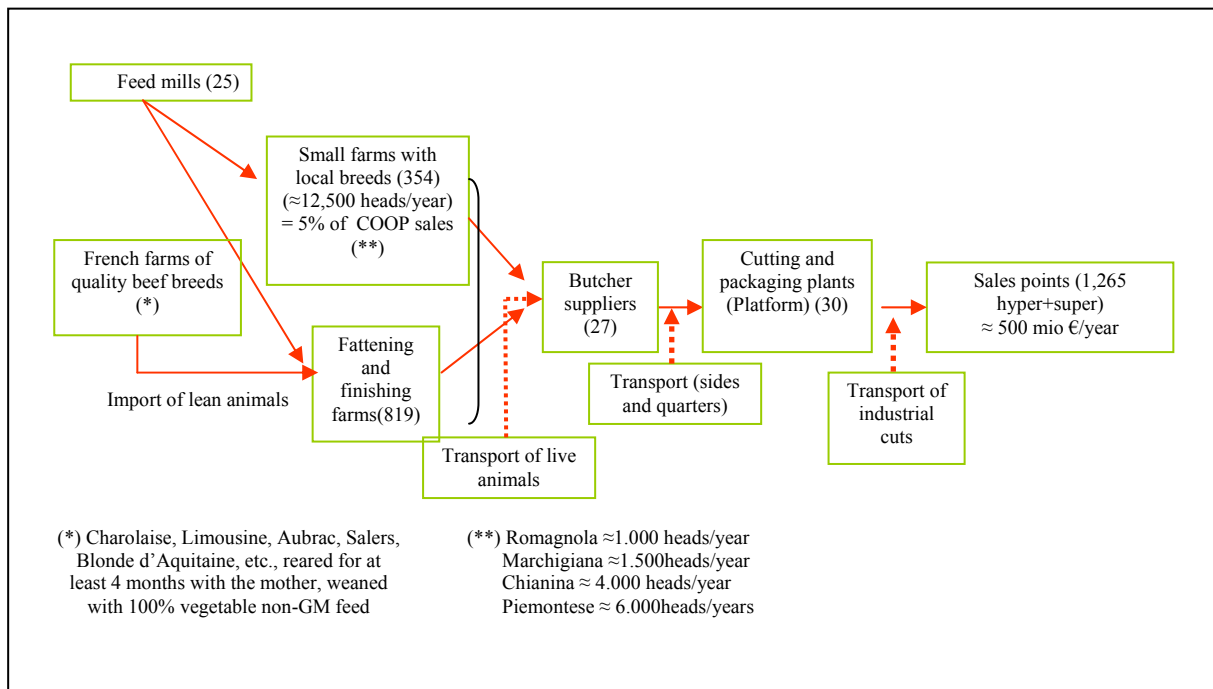 Feed mills (25)
Small farms with
local breeds (354)
(≈12,500 heads/year)
= 5% of  COOP sales
(**)
French farms of
quality beef breeds
(*)
Import of lean animals
Fattening
and
finishing
farms(819)
Butcher
suppliers
(27)
Cutting and
packaging plants
(Platform) (30)
Sales points (1,265
hyper+super)
≈ 500 mio €/year
Transport of live
animals
Transport (sides
and quarters)
Transport of
industrial
cuts
(*) Charolaise, Limousine, Aubrac, Salers,
Blonde d’Aquitaine, etc., reared for at
least 4 months with the mother, weaned
with 100% vegetable non-GM feed
(**) Romagnola ≈1.000 heads/year
Marchigiana ≈1.500heads/year
Chianina ≈ 4.000 heads/year
Piemontese ≈ 6.000heads/years